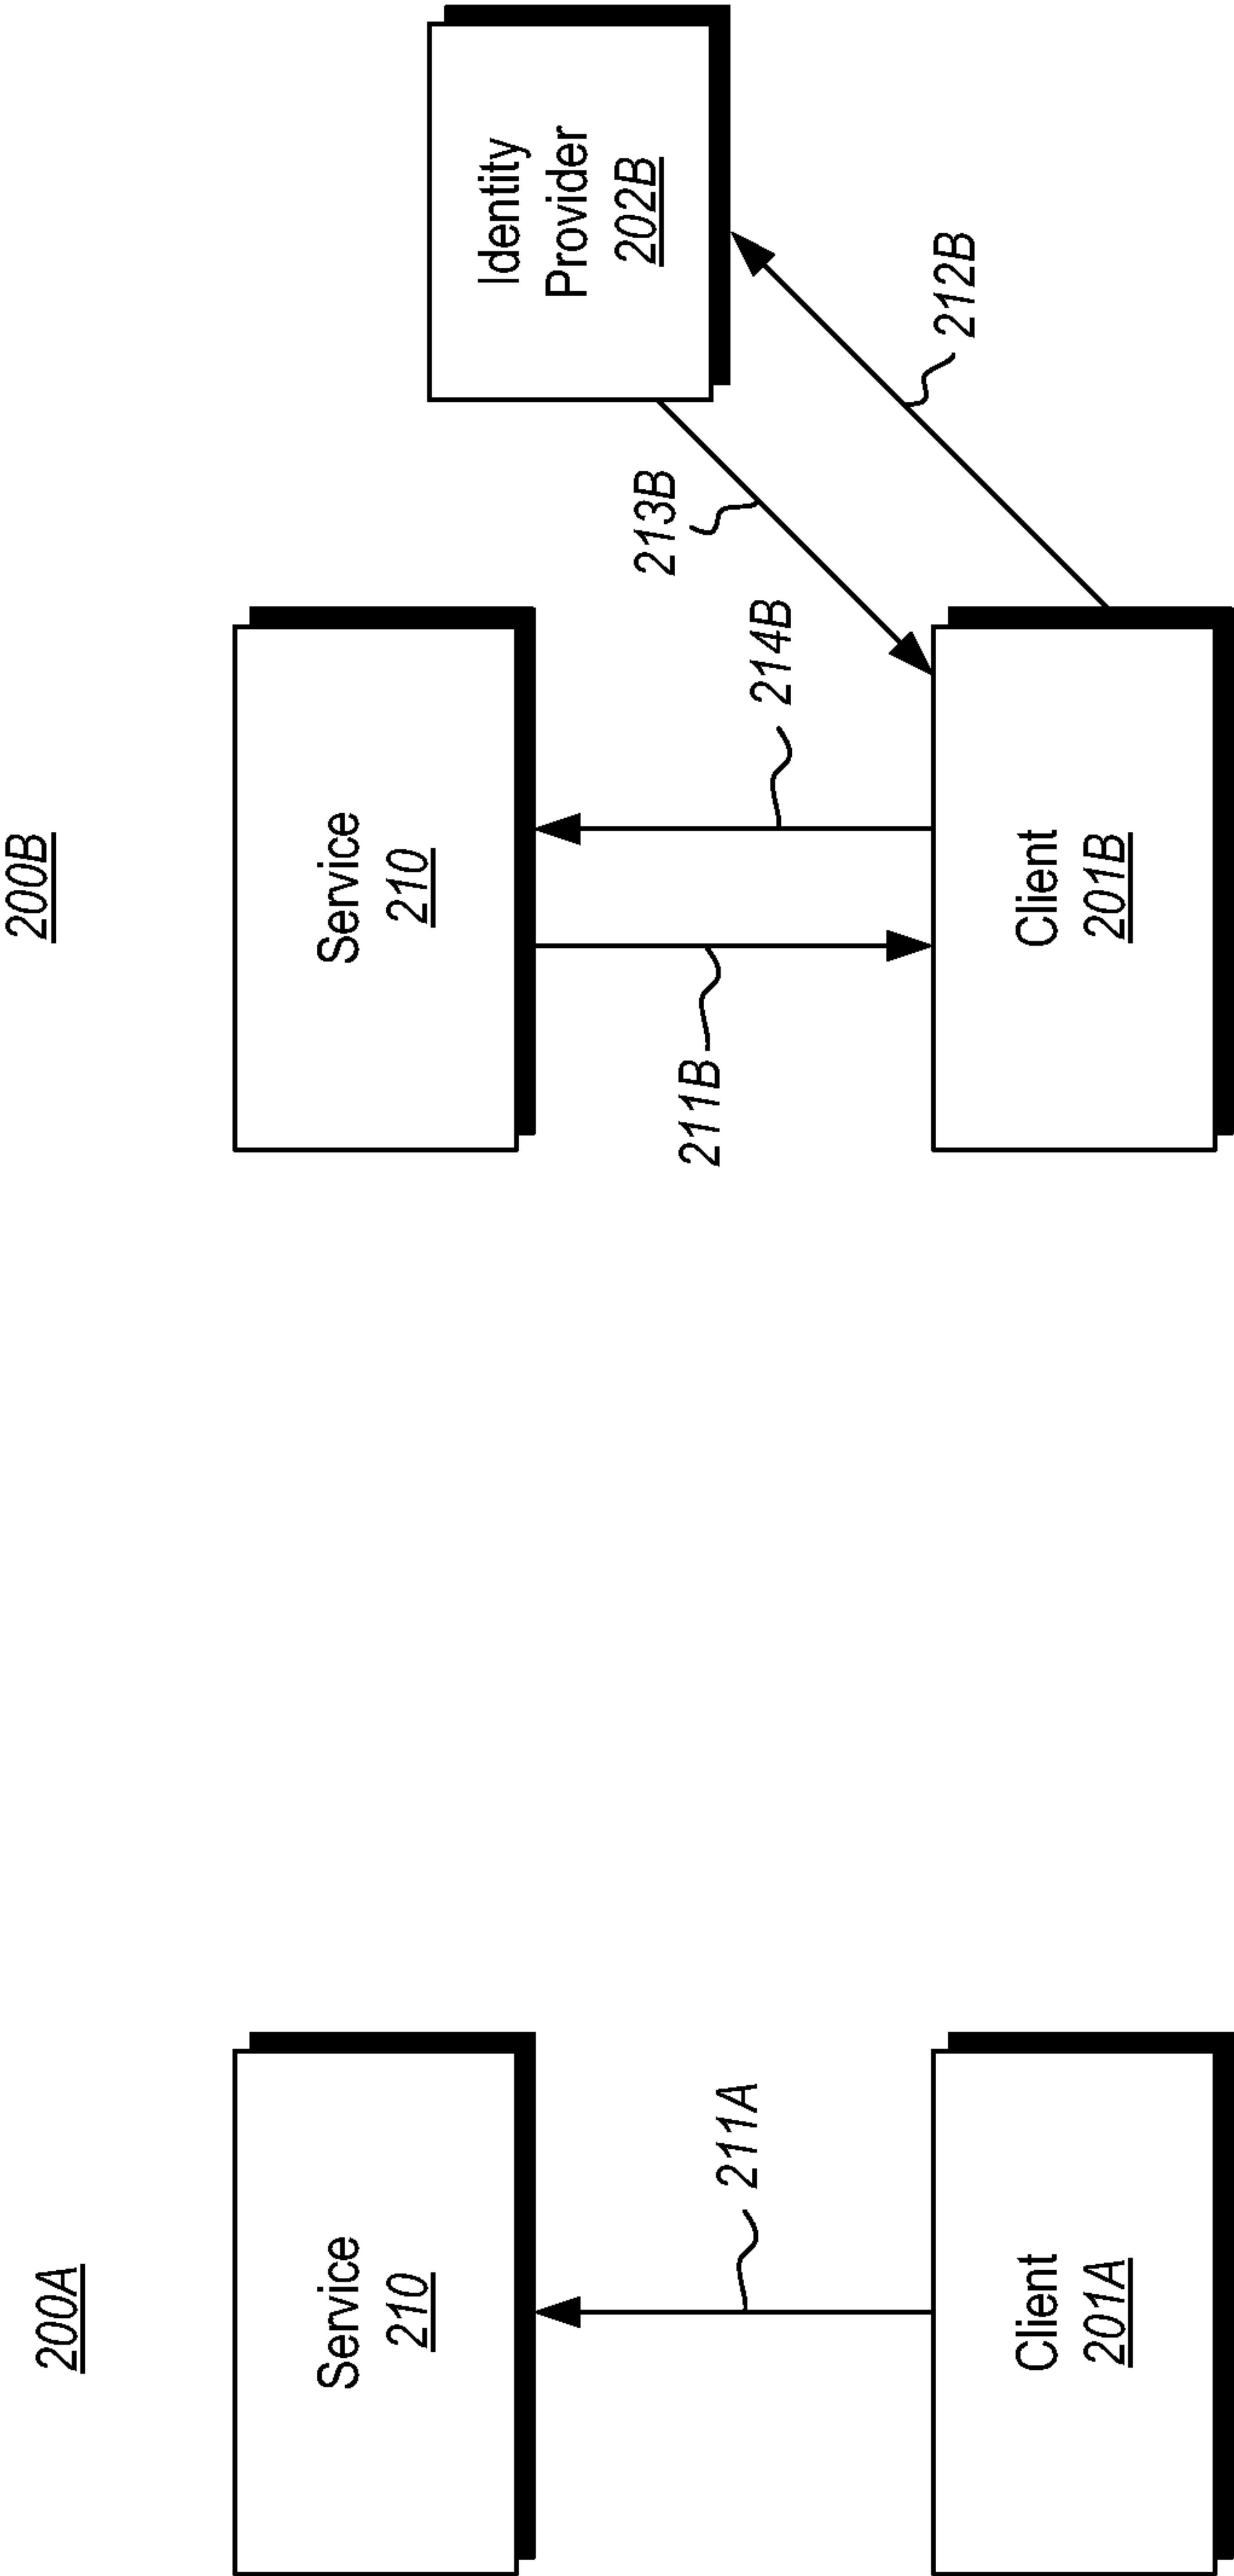 200A
Service
210
211A
Client
201A
200B
Service
210
211B
214B
Client
201B
213B
212B
Identity
Provider
202B